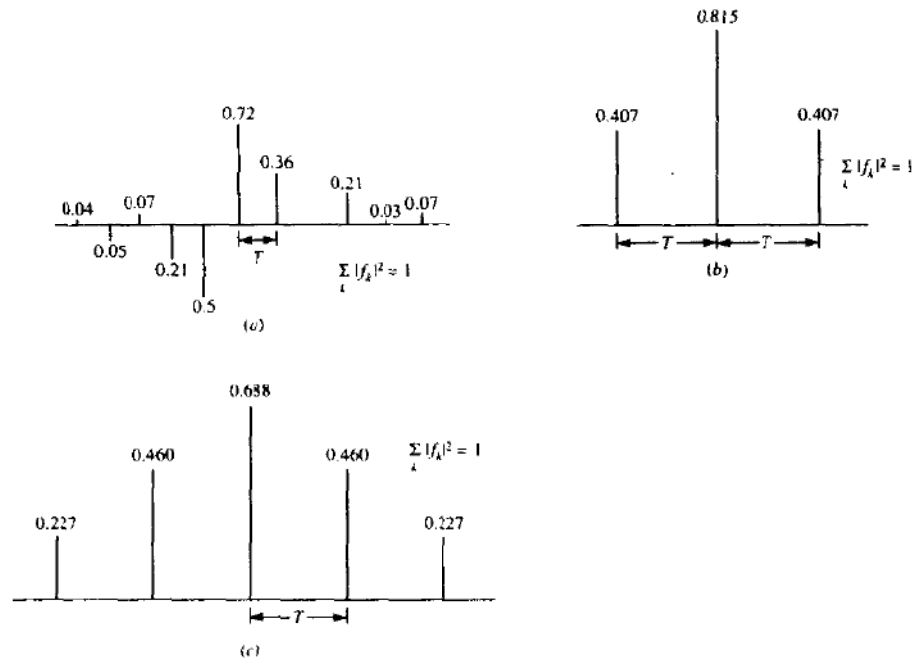 0.815
0.72
0.407
0.407
0.36
0.21
0.04
0.07
0.03
0.07
Σ |f_k|² = 1
k
0.05
0.21
T
0.5
Σ |f_k|² = 1
k
T
T
(a)
(b)
0.688
0.460
0.460
Σ |f_k|² = 1
k
0.227
0.227
T
(c)